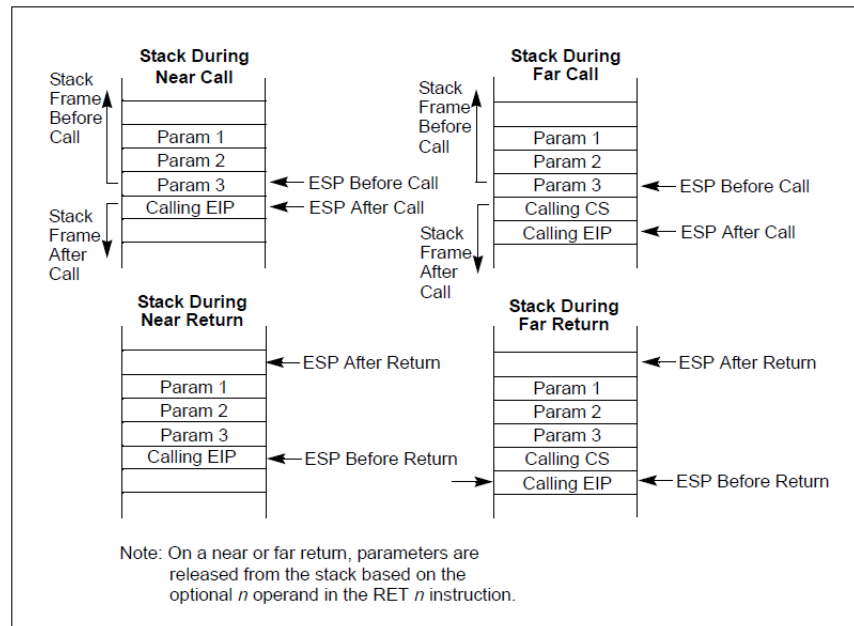 Stack During
Near Call
Stack
Frame
Before
Call
Param 1
Param 2
Param 3
ESP Before Call
Calling EIP
ESP After Call
Stack
Frame
After
Call
Stack During
Far Call
Stack
Frame
Before
Call
Param 1
Param 2
Param 3
ESP Before Call
Calling CS
Calling EIP
ESP After Call
Stack
Frame
After
Call
Stack During
Near Return
ESP After Return
Param 1
Param 2
Param 3
Calling EIP
ESP Before Return
Stack During
Far Return
ESP After Return
Param 1
Param 2
Param 3
Calling CS
Calling EIP
ESP Before Return
Note: On a near or far return, parameters are
released from the stack based on the
optional n operand in the RET n instruction.